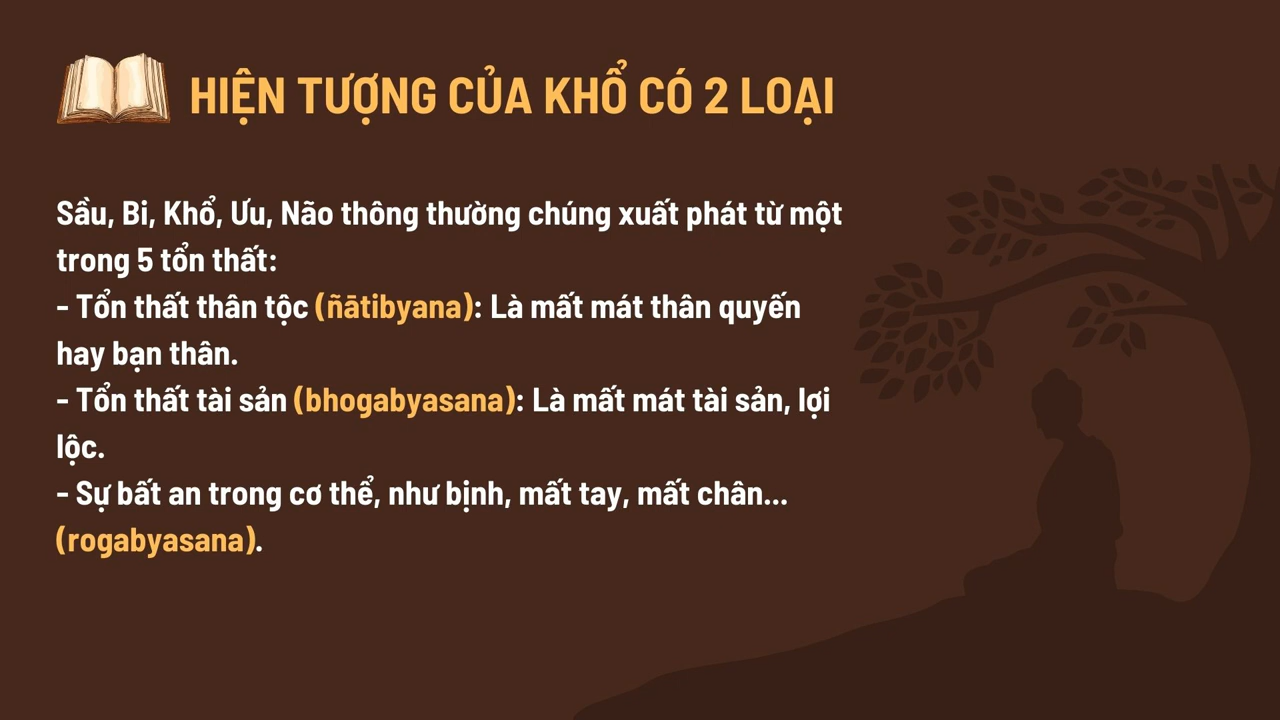 HIỆN TƯỢNG CỦA KHỔ CÓ 2 LOẠI
Sầu, Bi, Khổ, Ưu, Não thông thường chúng xuất phát từ một
trong 5 tổn thất:
- Tổn thất thân tộc (ñātibyana): Là mất mát thân quyến
hay bạn thân.
- Tổn thất tài sản (bhogabyasana): Là mất mát tài sản, lợi
lộc.
- Sự bất an trong cơ thể, như bịnh, mất tay, mất chân...
(rogabyasana).